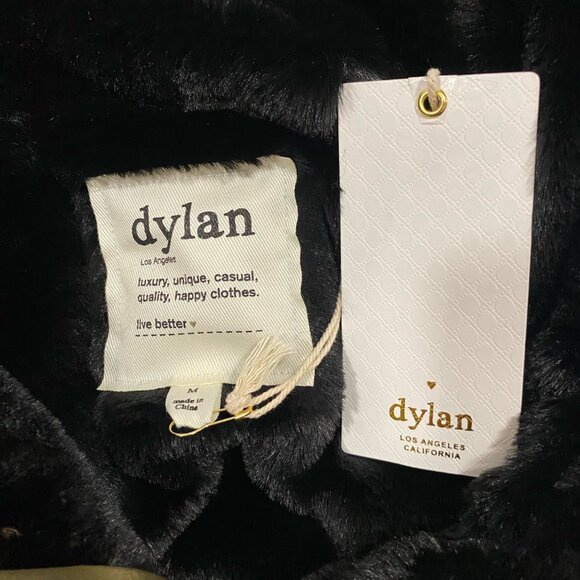 dylan
Los Angeles
luxury, unique, casual,
quality, happy clothes.
live better
M
made in
China
dylan
LOS ANGELES
CALIFORNIA